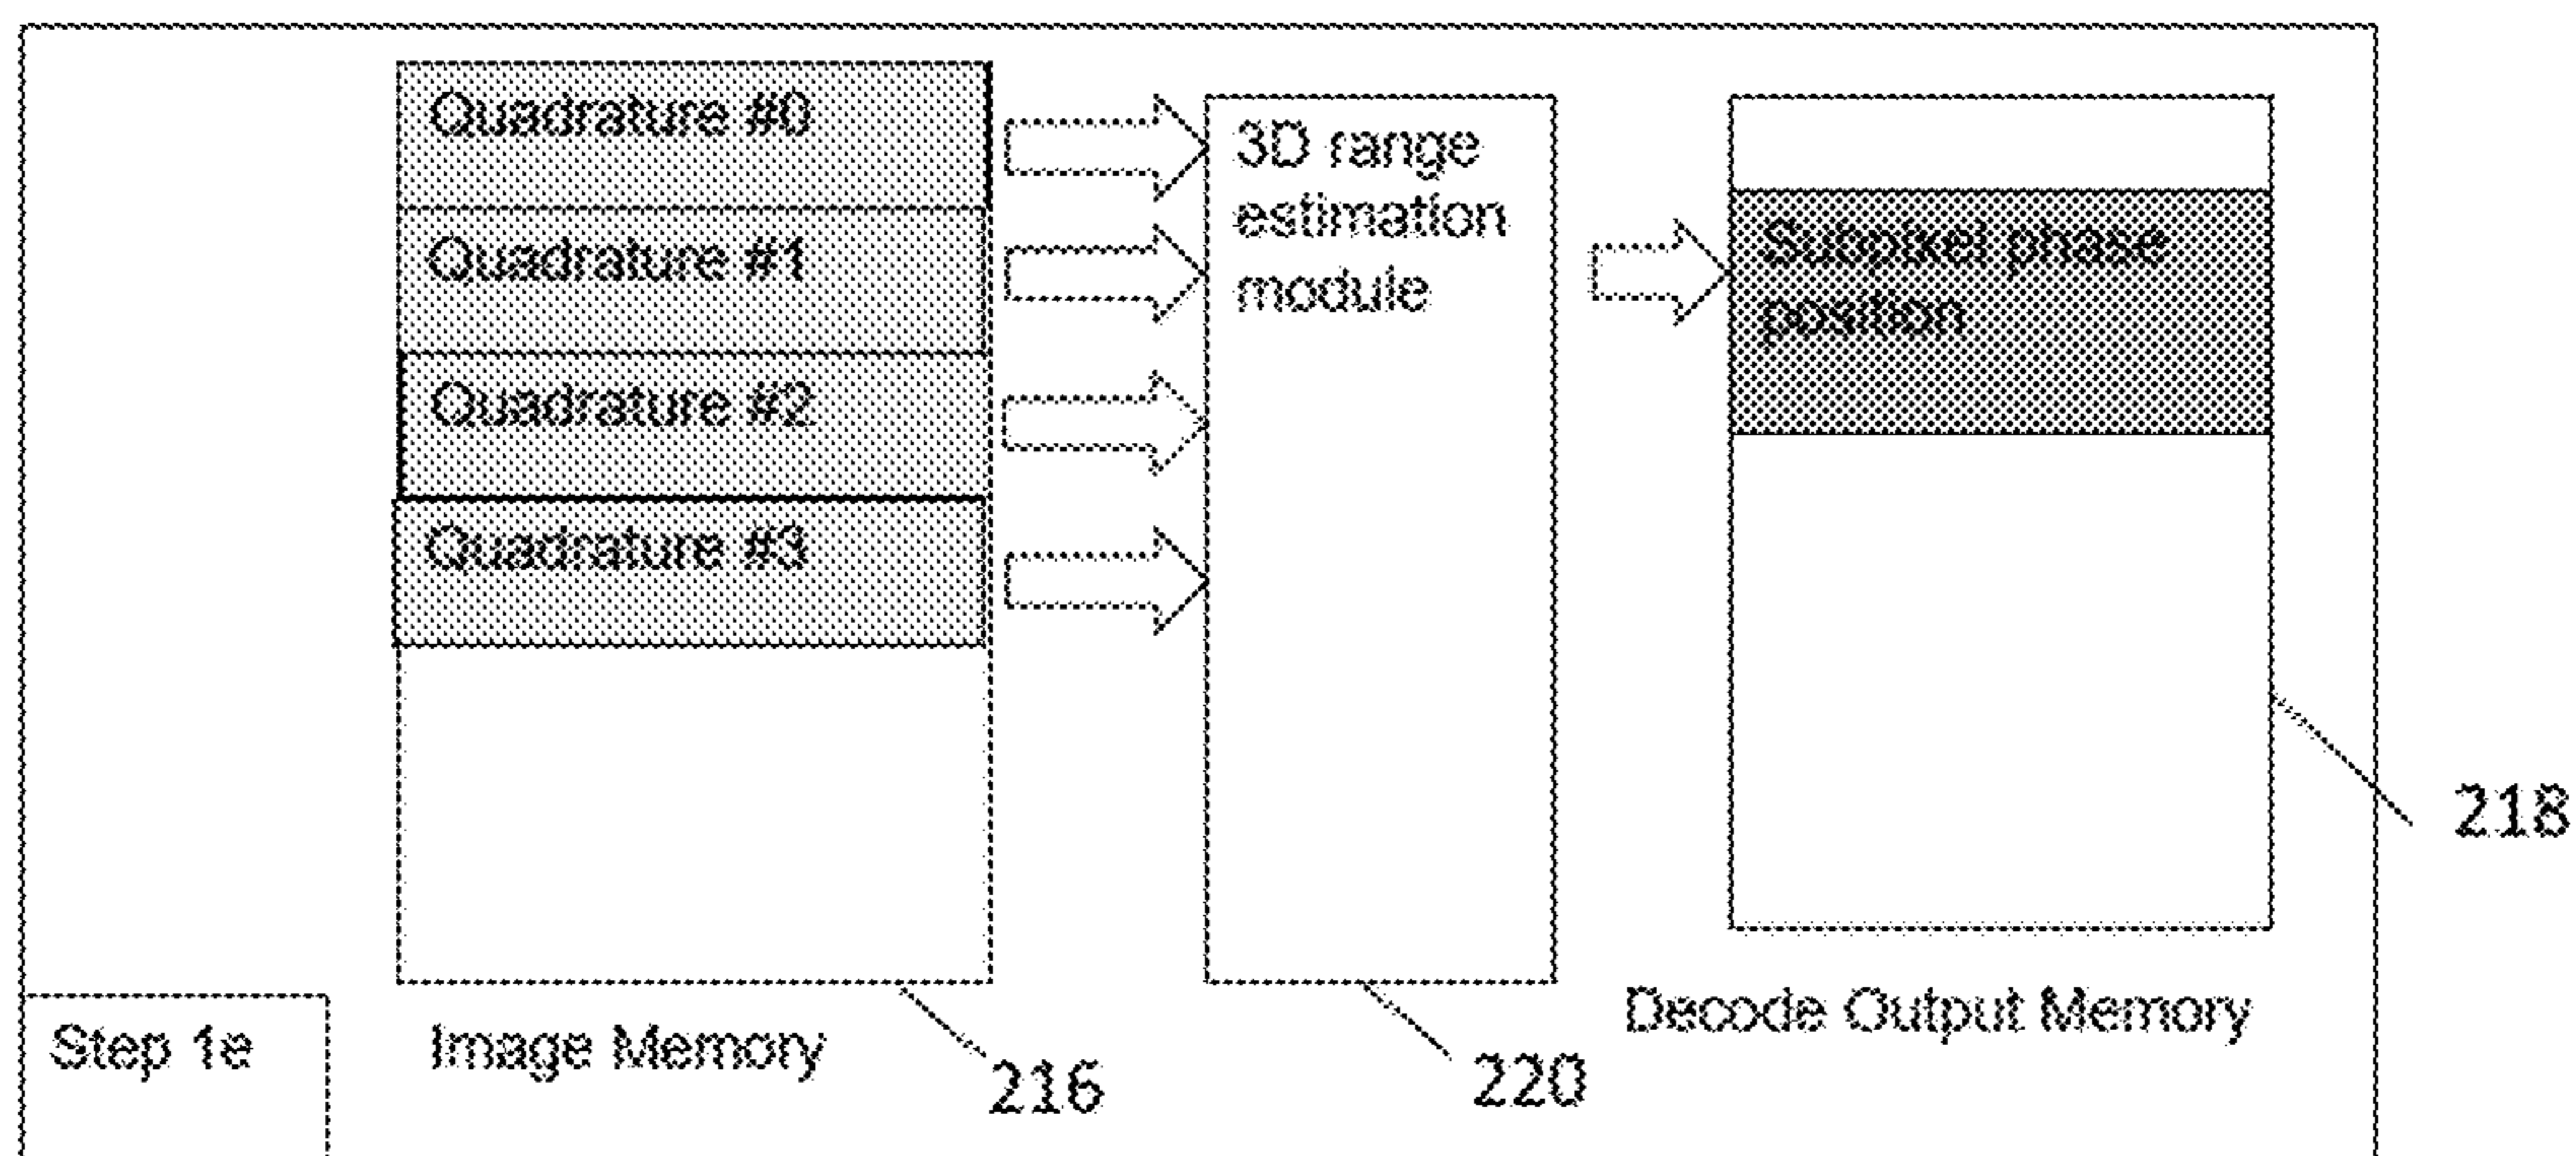 Quadrature #0
Quadrature #1
Quadrature #2
Quadrature #3
3D range
estimation
module
Subpixel phase
position
218
Decode Output Memory
Step 1e
Image Memory
216
220